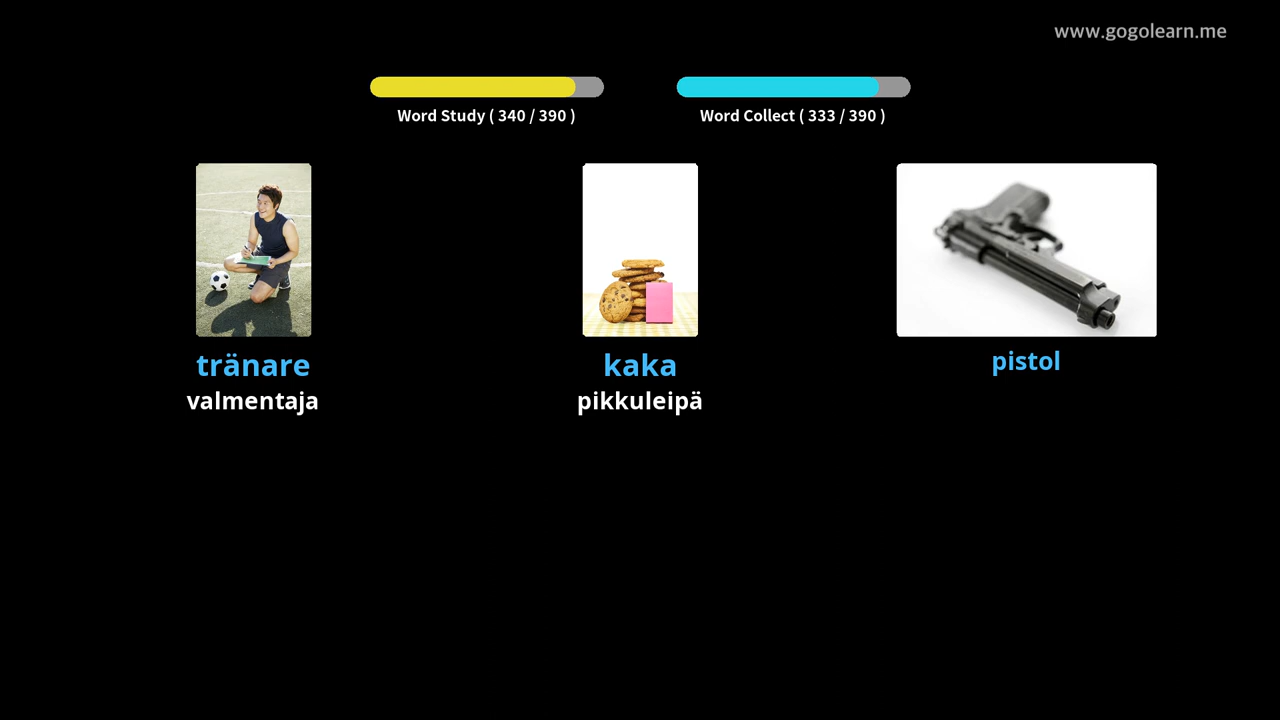 www.gogolearn.me
Word Study ( 340 / 390 )
Word Collect ( 333 / 390 )
tränare
kaka
pistol
valmentaja
pikkuleipä